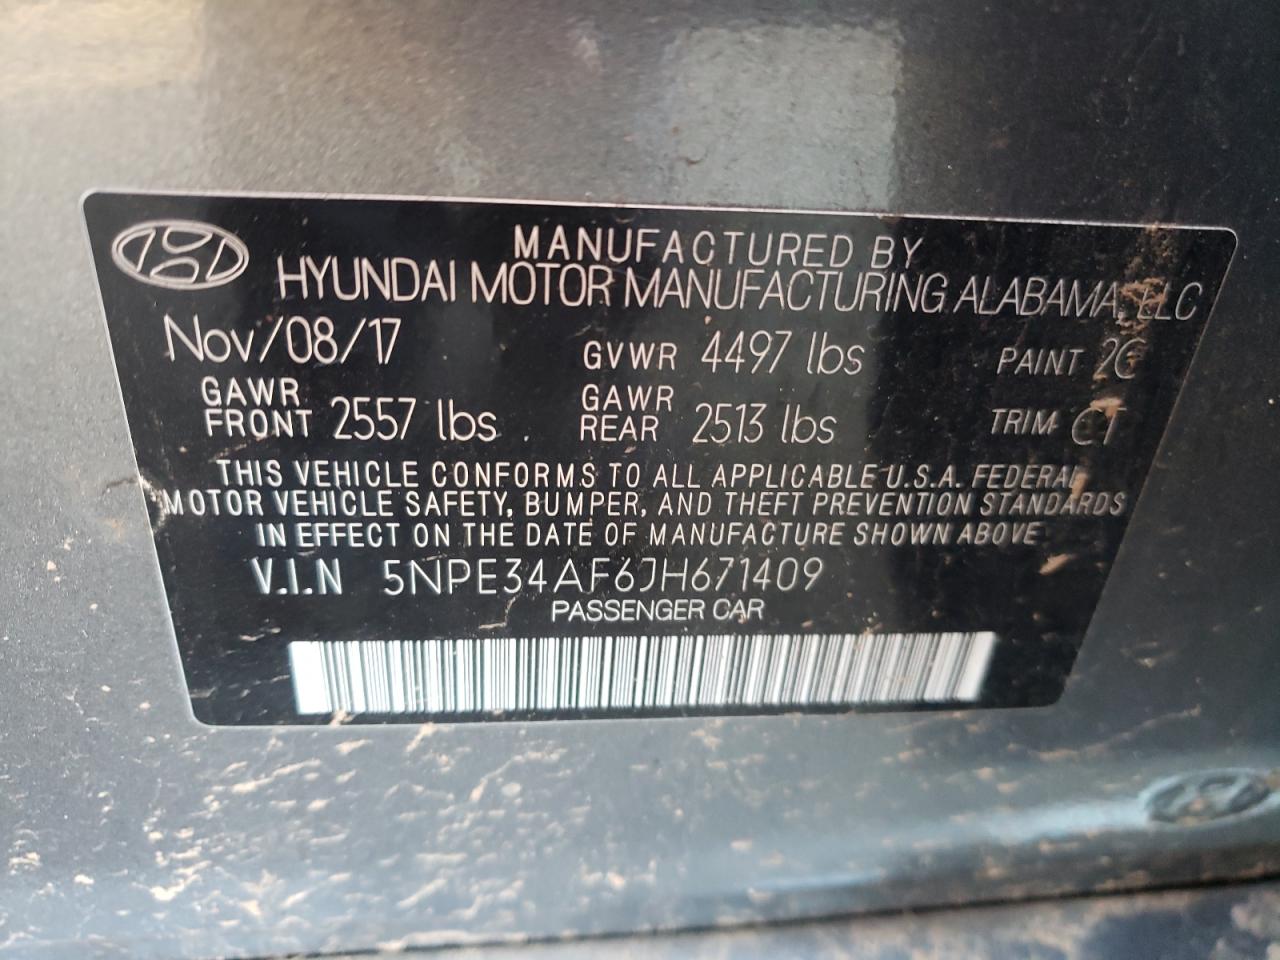 MANUFACTURED BY
HYUNDAI MOTOR MANUFACTURING ALABAMA, LLC
Nov/08/17 GVWR 4497 lbs PAINT
GAWR FRONT 2557 lbs GAWR REAR 2513 lbs TRIM CT
THIS VEHICLE CONFORMS TO ALL APPLICABLE U.S.A. FEDERAL
MOTOR VEHICLE SAFETY, BUMPER, AND THEFT PREVENTION STANDARDS
IN EFFECT ON THE DATE OF MANUFACTURE SHOWN ABOVE
V.I.N 5NPE34AF6JH671409
PASSENGER CAR